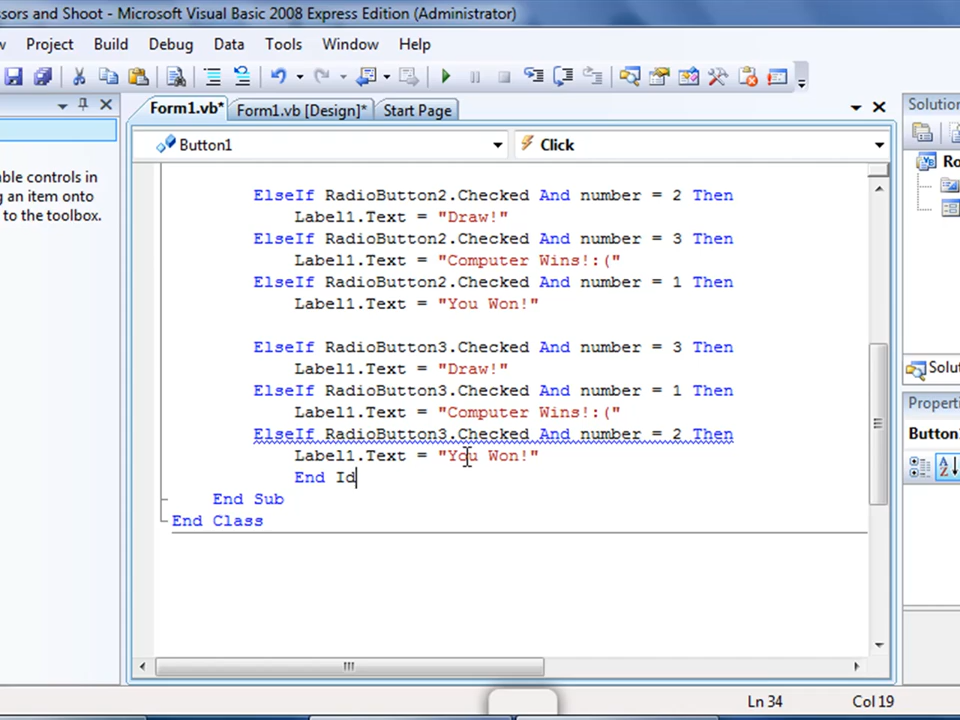 ssors and Shoot - Microsoft Visual Basic 2008 Express Edition (Administrator)
w Project Build Debug Data Tools Window Help
Form1.vb* Form1.vb [Design]* Start Page
Solution
Button1 Click
able controls in
ng an item onto
to the toolbox.
Ro
ElseIf RadioButton2.Checked And number = 2 Then
Label1.Text = "Draw!"
ElseIf RadioButton2.Checked And number = 3 Then
Label1.Text = "Computer Wins!:("
ElseIf RadioButton2.Checked And number = 1 Then
Label1.Text = "You Won!"
ElseIf RadioButton3.Checked And number = 3 Then
Label1.Text = "Draw!"
Solu
ElseIf RadioButton3.Checked And number = 1 Then
Properti
Label1.Text = "Computer Wins!:("
ElseIf RadioButton3.Checked And number = 2 Then
Button
Label1.Text = "You Won!"
End Id
End Sub
End Class
Ln 34 Col 19